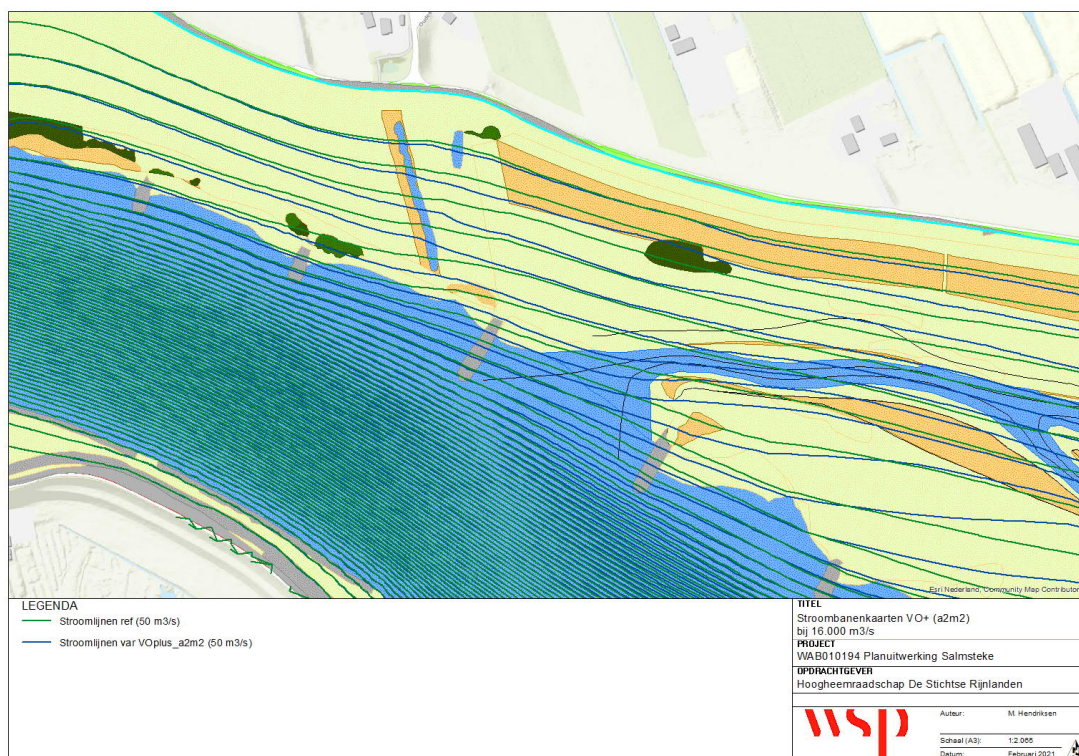 Esri Nederland, Community Map Contributor
LEGENDA
Stroomlijnen ref (50 m3/s)
Stroomlijnen var VOplus_a2m2 (50 m3/s)
TITEL
Stroombanenkaarten VO+ (a2m2)
bij 16.000 m3/s
PROJECT
WAB010194 Planuitwerking Salmsteke
OPDRACHTGEVER
Hoogheemraadschap De Stichtse Rijnlanden
wsp
Auteur: M. Hendriksen
Schaal (A3): 1:2.065
Datum: Februari 2021